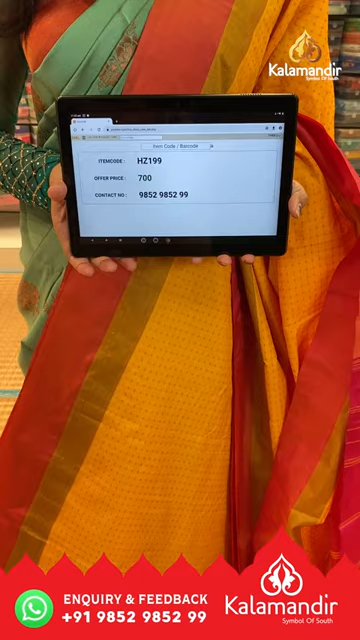 Kalamandir
Symbol Of South
Item Code / Barcode
ITEMCODE : HZ199
OFFER PRICE : 700
CONTACT NO : 9852 9852 99
ENQUIRY & FEEDBACK
+91 9852 9852 99
Kalamandir
Symbol Of South